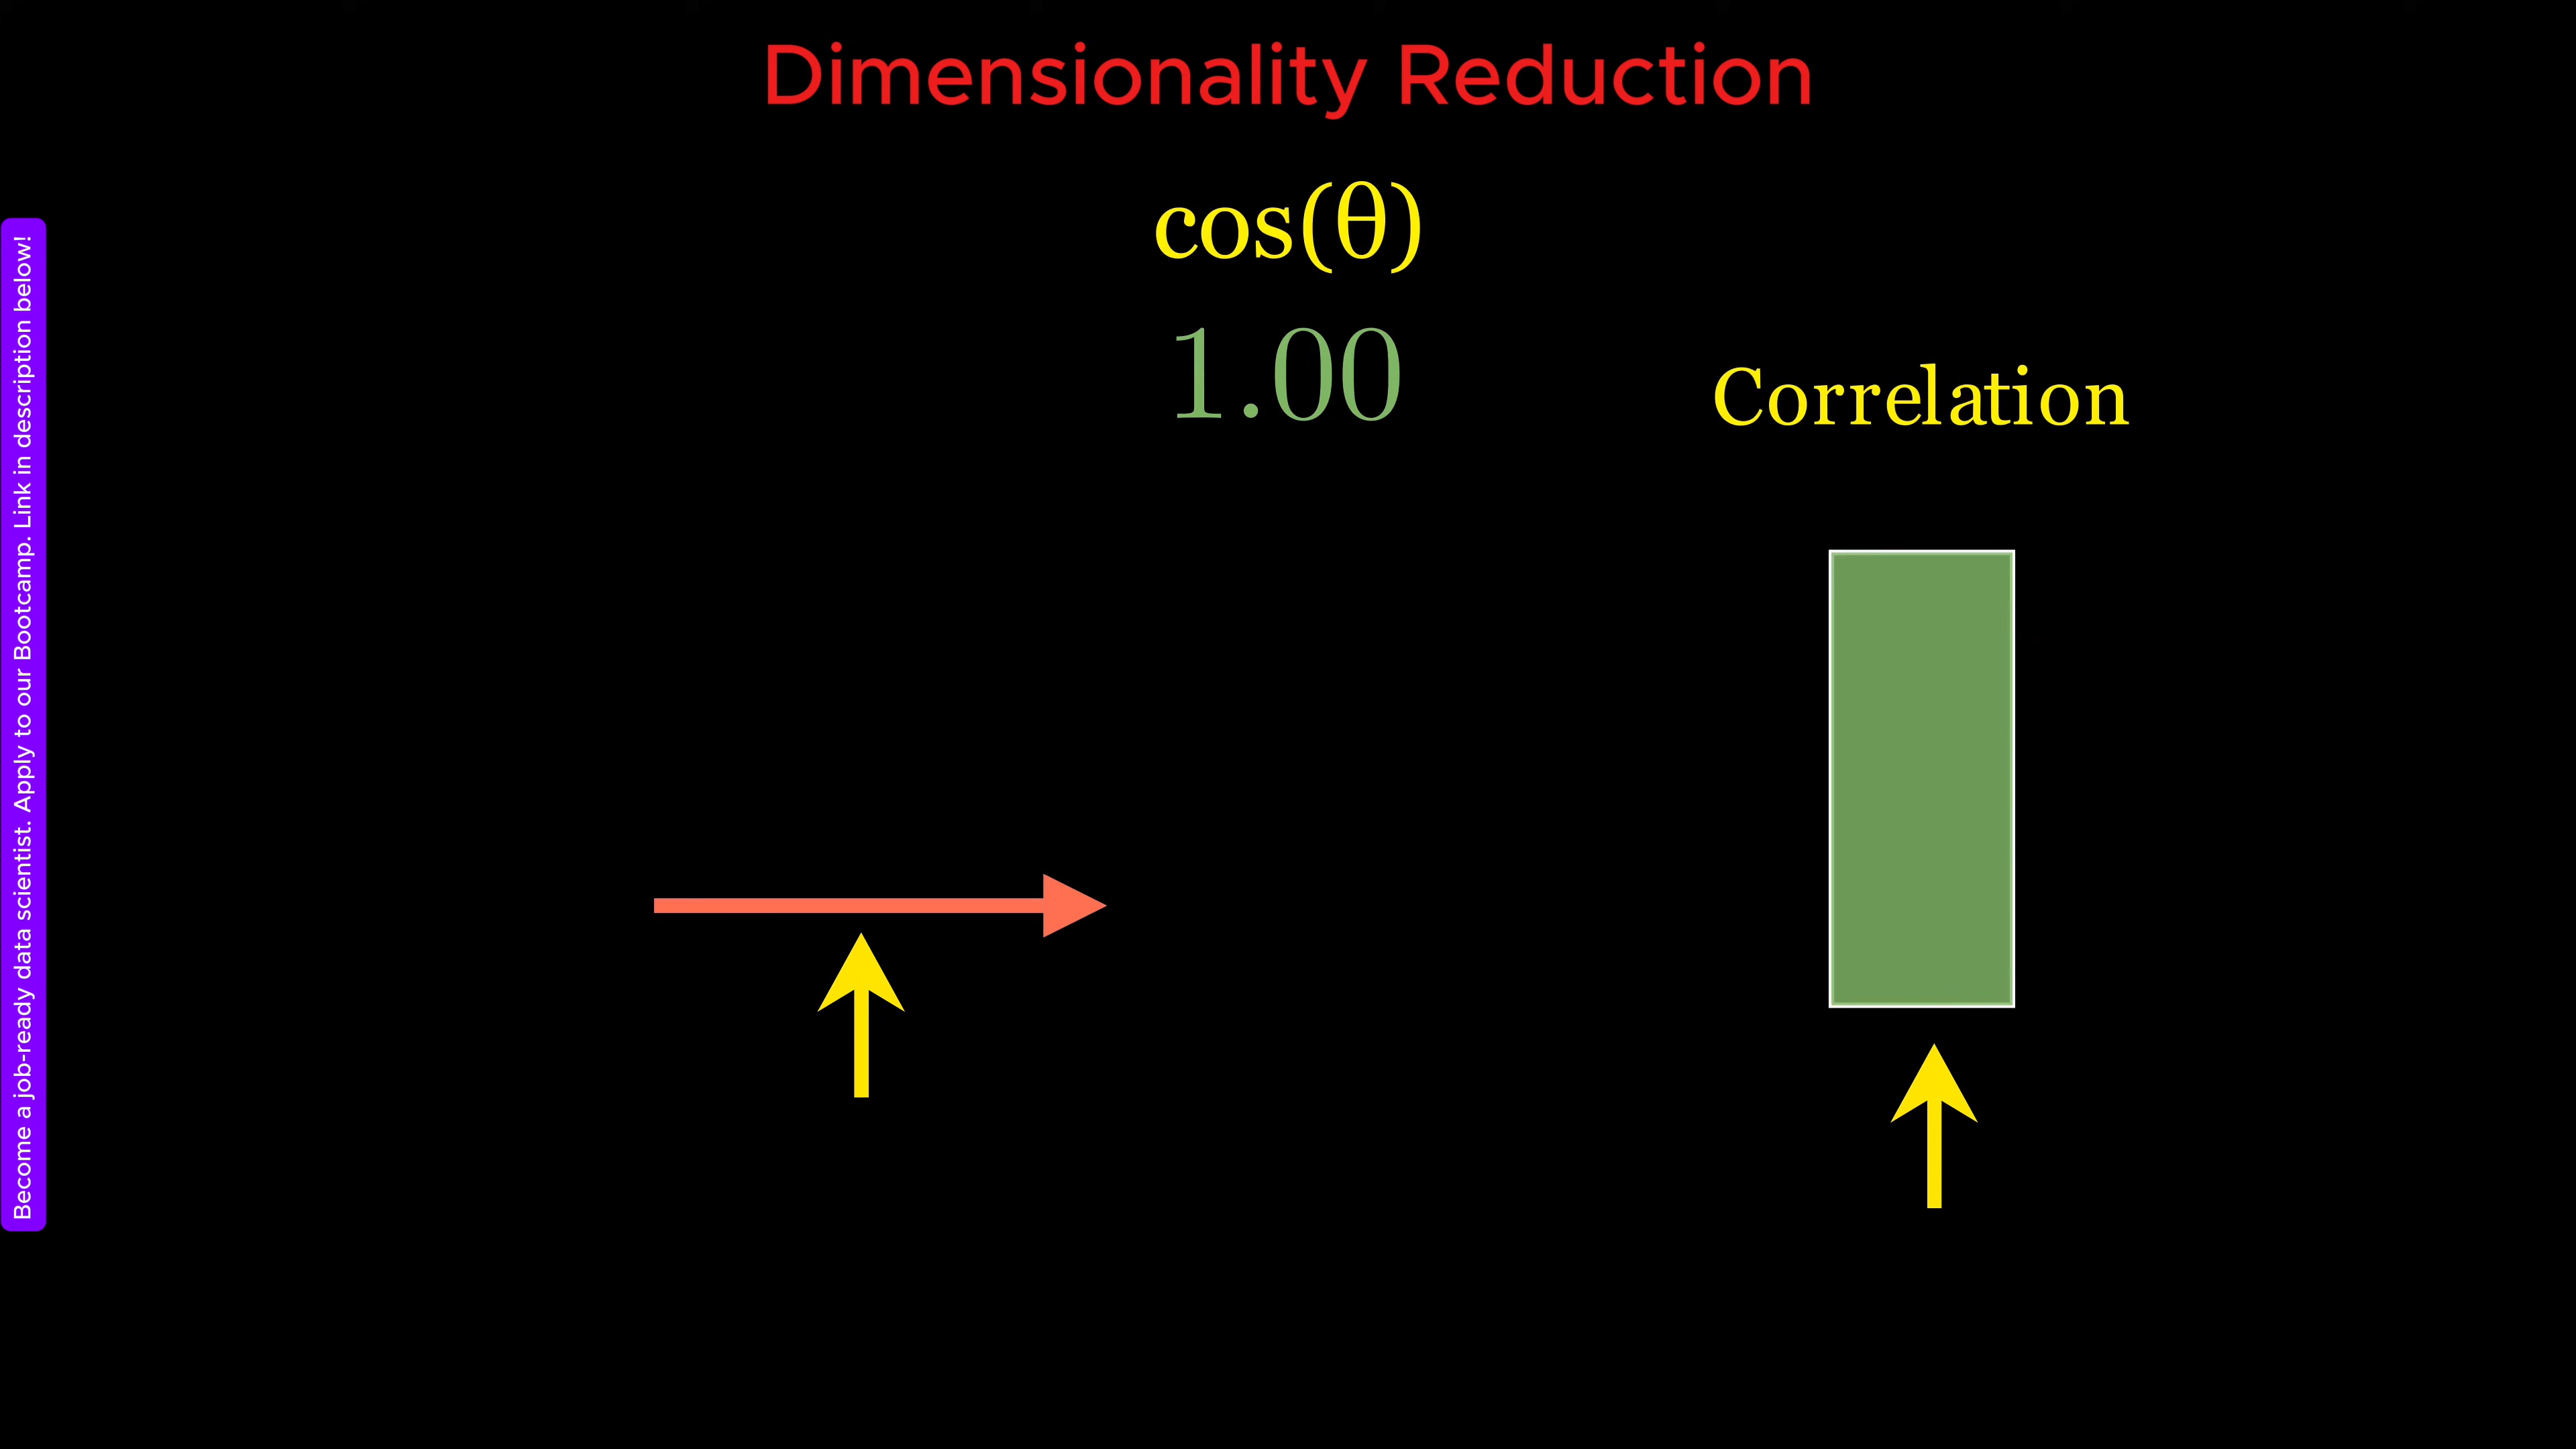 Dimensionality Reduction
cos(θ)
1.00
Correlation
Become a job-ready data scientist. Apply to our Bootcamp. Link in description below!